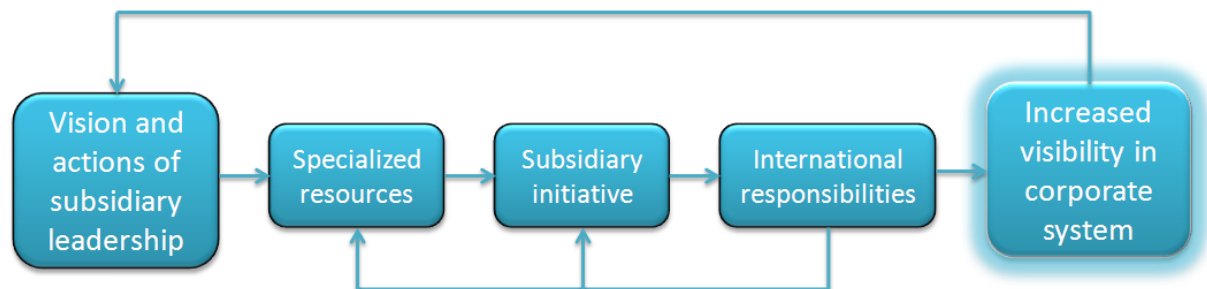 Vision and
actions of
subsidiary
leadership
Specialized
resources
Subsidiary
initiative
International
responsibilities
Increased
visibility in
corporate
system